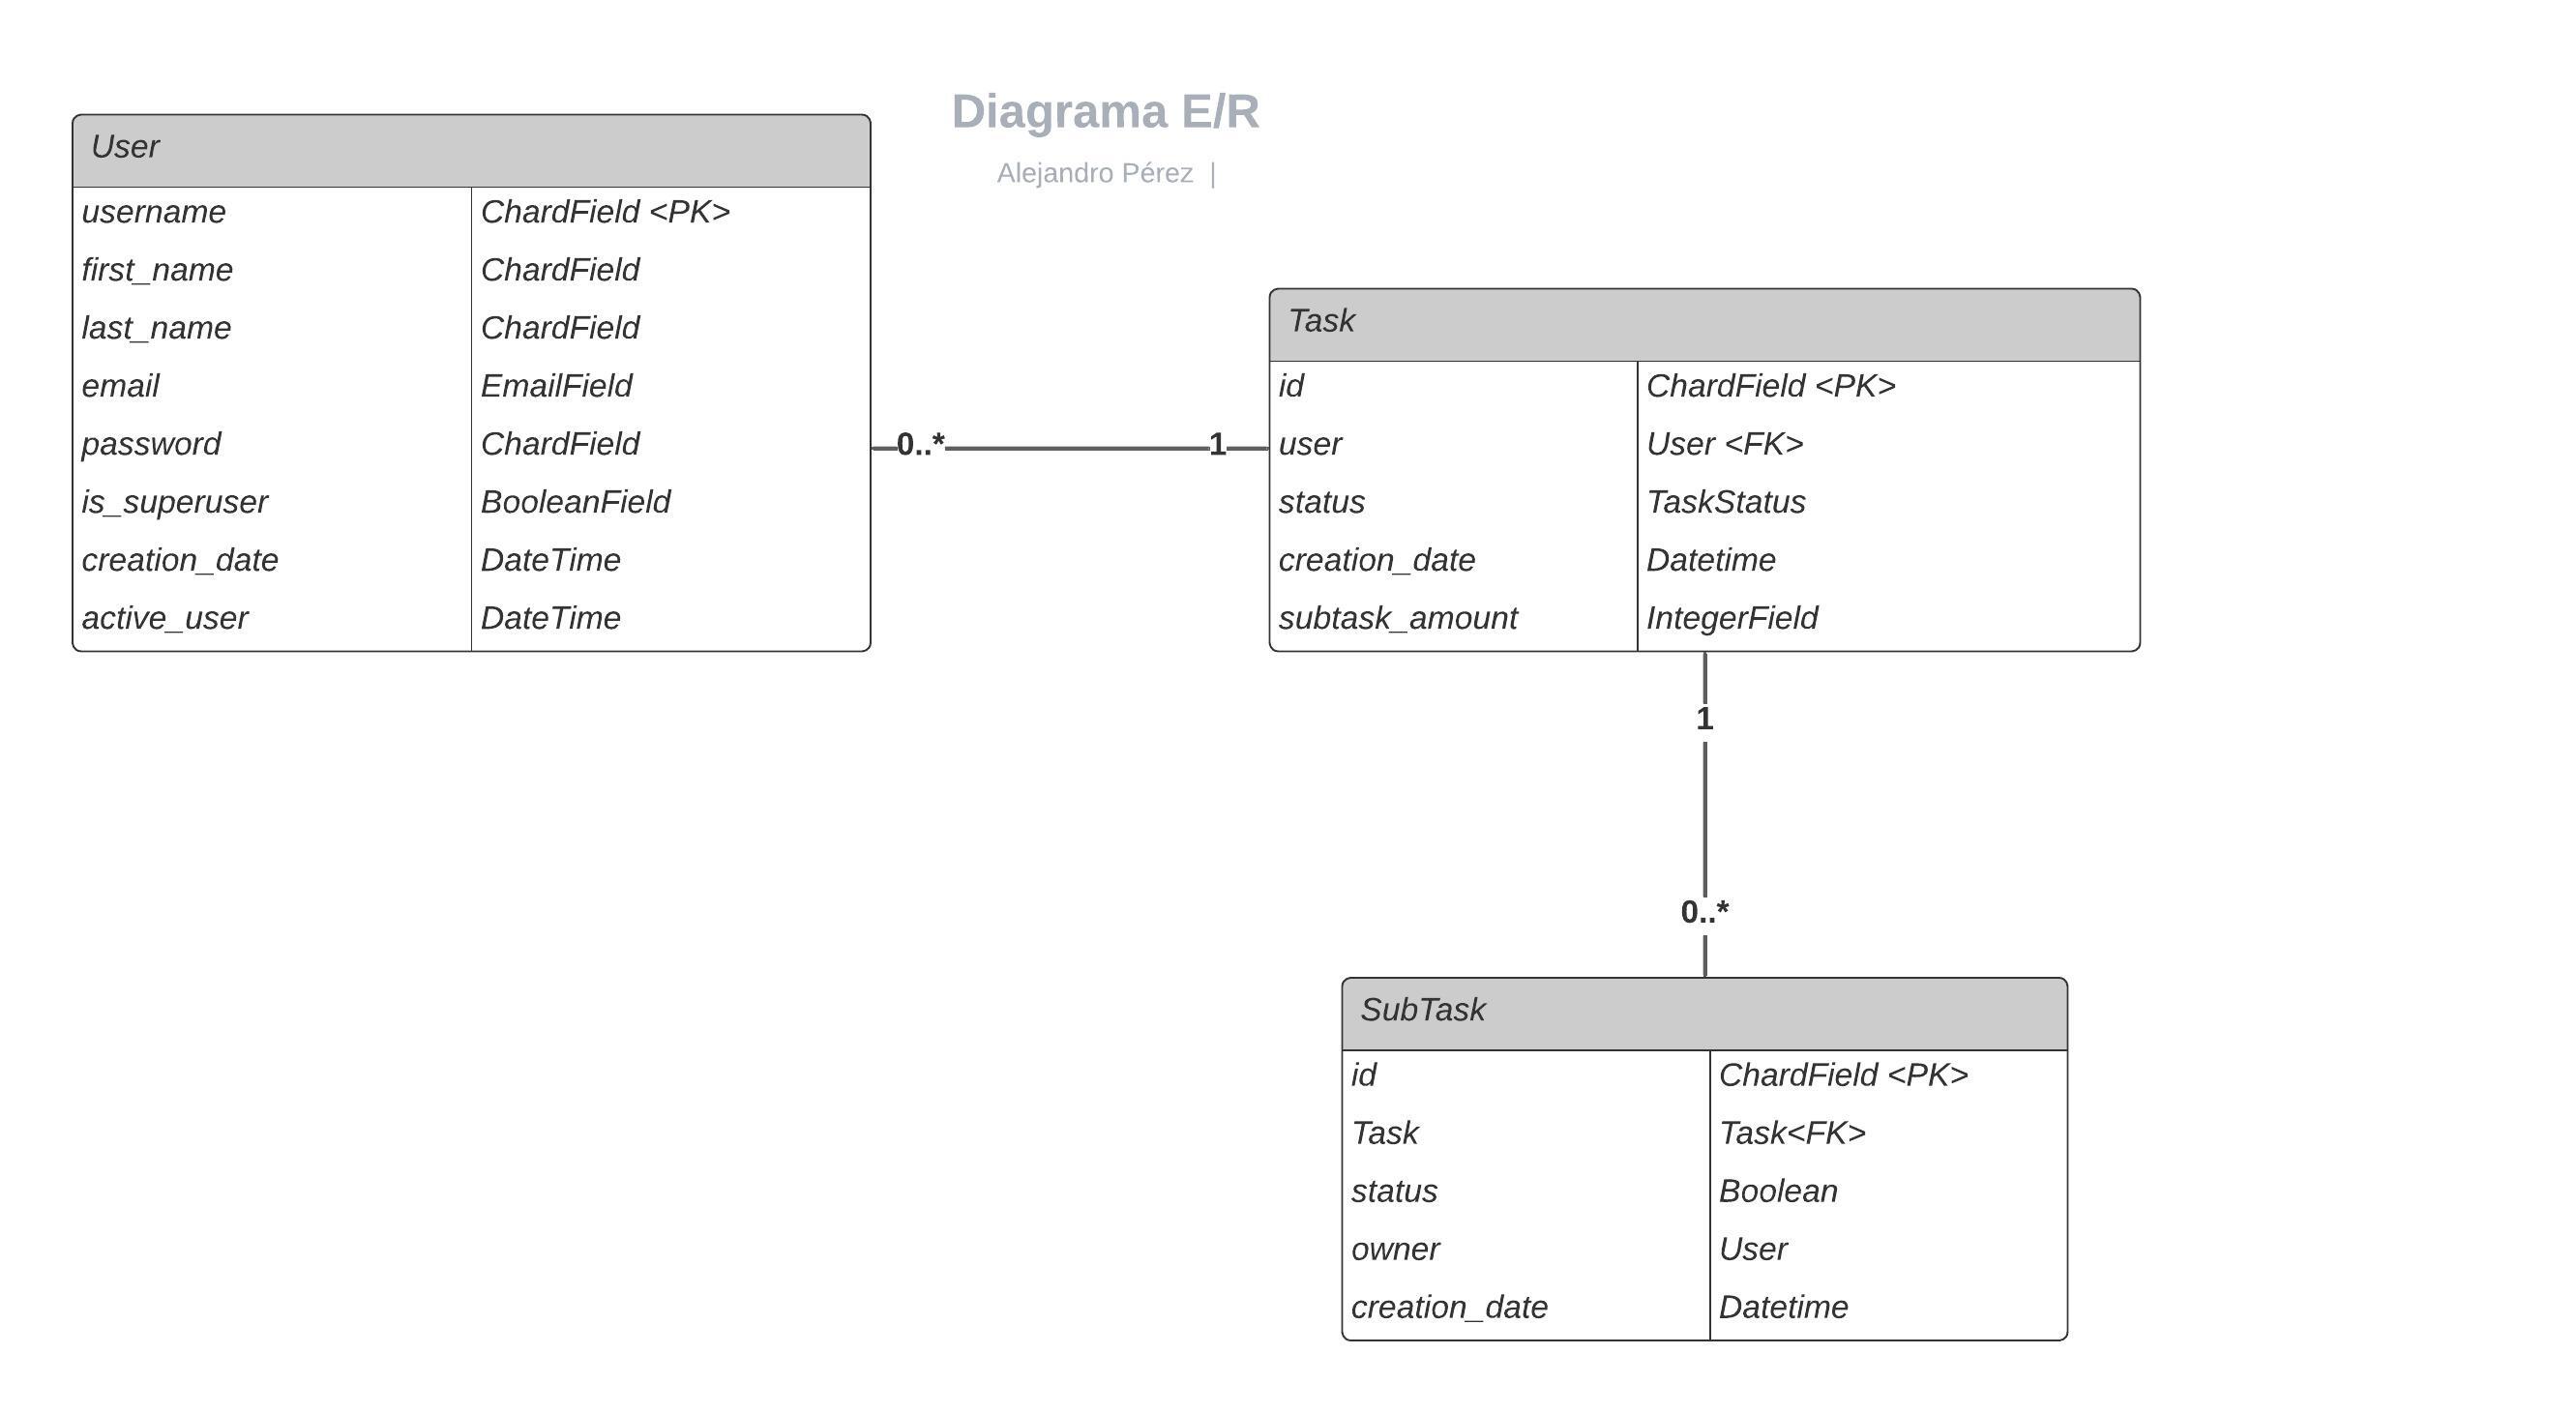 Diagrama E/R
Alejandro Pérez |
User
username ChardField <PK>
first_name ChardField
last_name ChardField
email EmailField
password ChardField
is_superuser BooleanField
creation_date DateTime
active_user DateTime
0..* 1
Task
id ChardField <PK>
user User <FK>
status TaskStatus
creation_date Datetime
subtask_amount IntegerField
1
0..*
SubTask
id ChardField <PK>
Task Task<FK>
status Boolean
owner User
creation_date Datetime